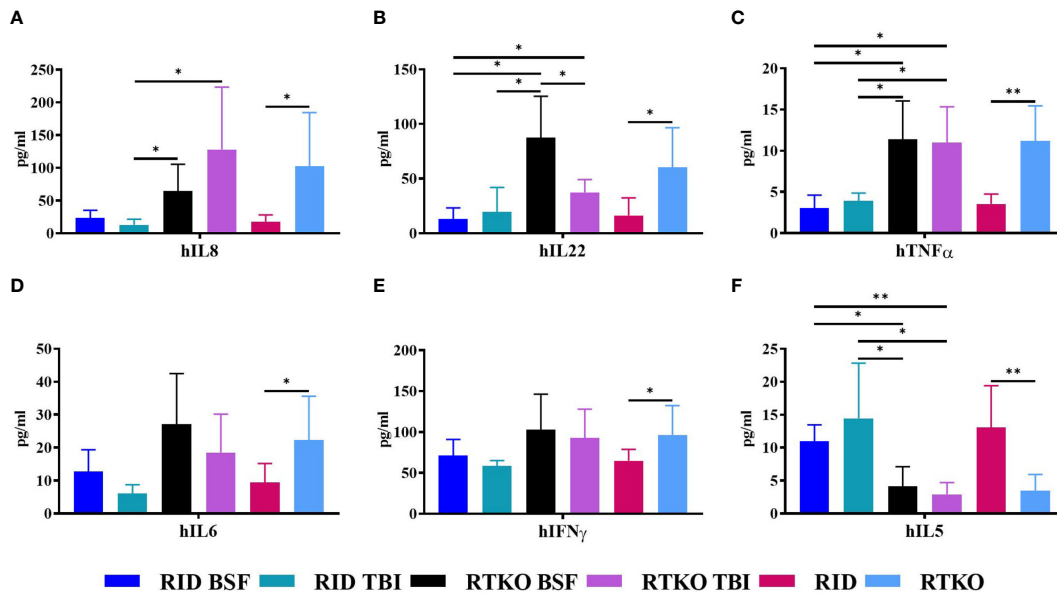 A
B
C
250
200
150
100
50
0
pg/ml
*
*
*
hIL8
150
100
50
0
pg/ml
*
*
*
*
*
hIL22
20
15
10
5
0
pg/ml
*
*
*
*
**
hTNFα
D
E
F
50
40
30
20
10
0
pg/ml
*
hIL6
200
150
100
50
0
pg/ml
*
hIFNγ
25
20
15
10
5
0
pg/ml
**
*
*
*
**
hIL5
RID BSF RID TBI RTKO BSF RTKO TBI RID RTKO